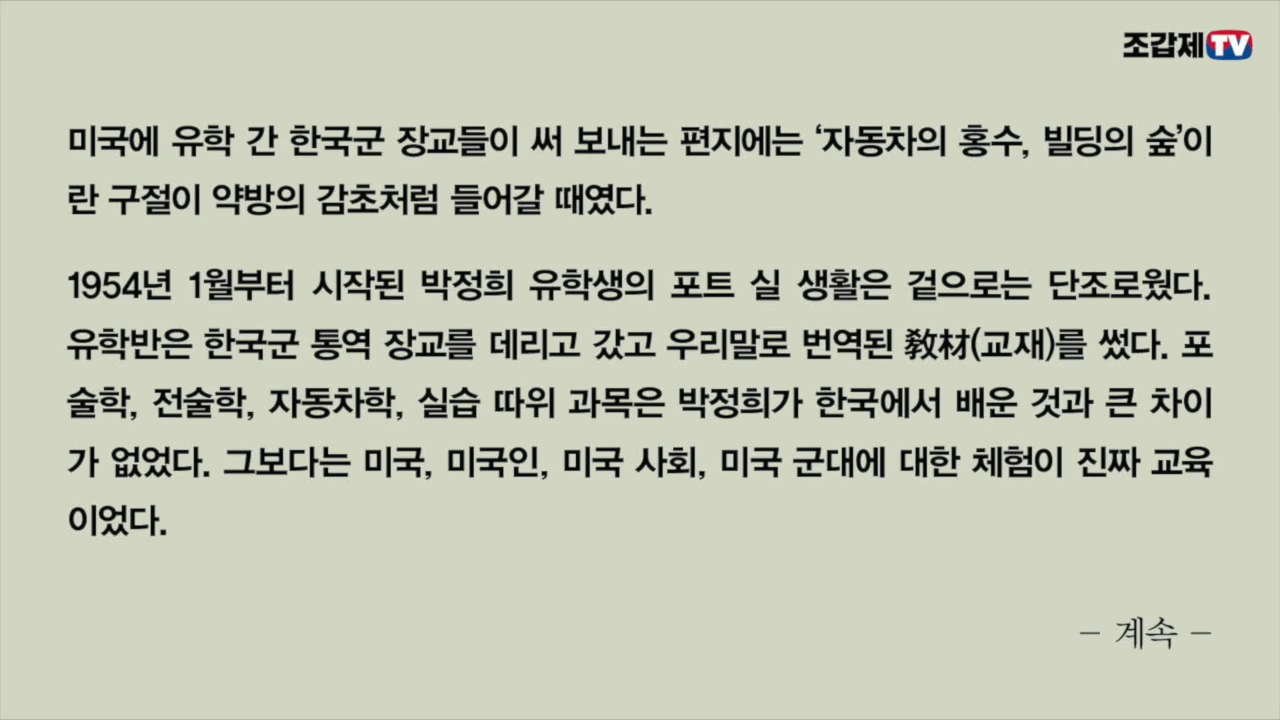 조갑제TV
미국에 유학 간 한국군 장교들이 써 보내는 편지에는 ‘자동차의 홍수, 빌딩의 숲’이
란 구절이 약방의 감초처럼 들어갈 때였다.
1954년 1월부터 시작된 박정희 유학생의 포트 실 생활은 겉으로는 단조로웠다.
유학반은 한국군 통역 장교를 데리고 갔고 우리말로 번역된 敎材(교재)를 썼다. 포
술학, 전술학, 자동차학, 실습 따위 과목은 박정희가 한국에서 배운 것과 큰 차이
가 없었다. 그보다는 미국, 미국인, 미국 사회, 미국 군대에 대한 체험이 진짜 교육
이었다.
– 계속 –